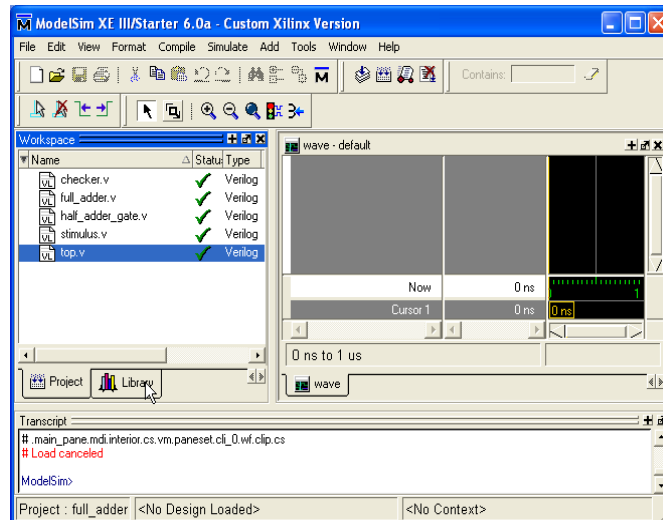 ModelSim XE III/Starter 6.0a - Custom Xilinx Version
File Edit View Format Compile Simulate Add Tools Window Help
Contains:
Workspace
Name Statu Type
checker.v Verilog
full_adder.v Verilog
half_adder_gate.v Verilog
stimulus.v Verilog
top.v Verilog
Project Library
wave - default
Now 0 ns
Cursor 1 0 ns 0 ns
0 1
0 ns to 1 us
wave
Transcript
# .main_pane.mdi.interior.cs.vm.paneset.cli_0.wf.clip.cs
# Load canceled
ModelSim>
Project : full_adder <No Design Loaded> <No Context>